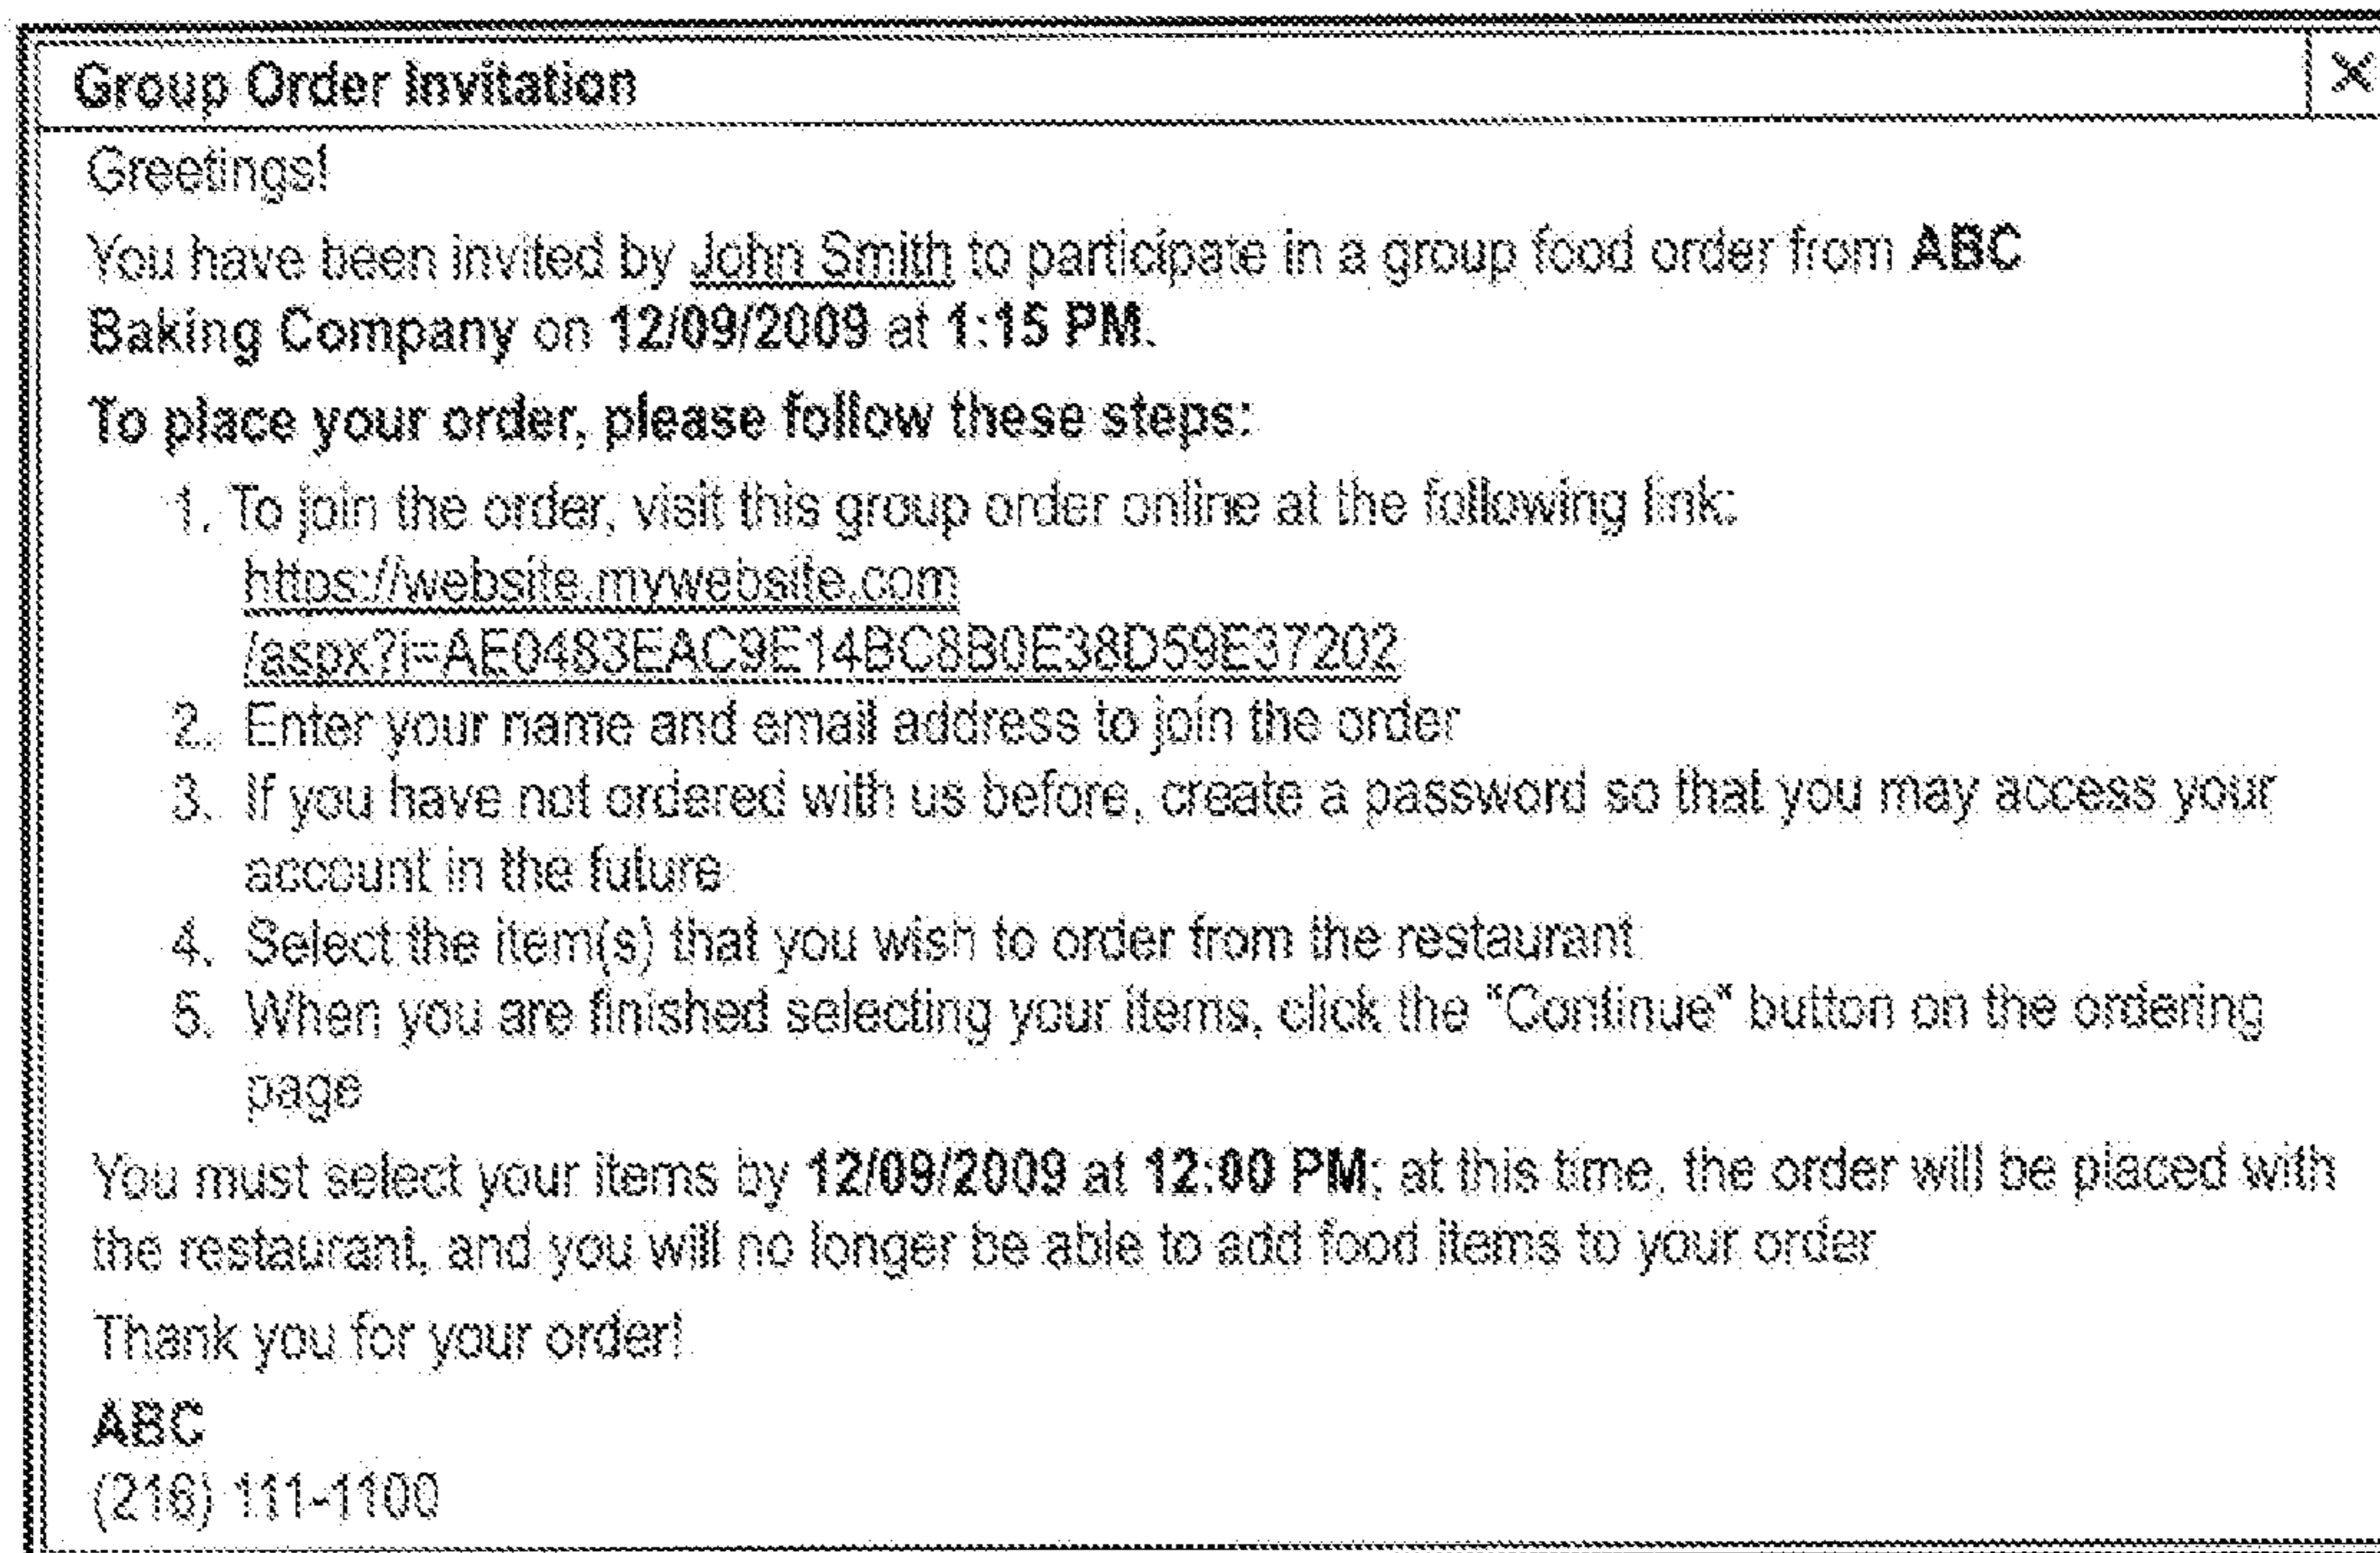 Group Order Invitation X
Greetings!
You have been invited by John Smith to participate in a group food order from ABC
Baking Company on 12/09/2009 at 1:15 PM.
To place your order, please follow these steps:
1. To join the order, visit this group order online at the following link:
https://website.mywebsite.com
/aspx?i=AE0483EAC9E14BC8B0E38D59E37202
2. Enter your name and email address to join the order
3. If you have not ordered with us before, create a password so that you may access your
account in the future
4. Select the item(s) that you wish to order from the restaurant
5. When you are finished selecting your items, click the "Continue" button on the ordering
page
You must select your items by 12/09/2009 at 12:00 PM; at this time, the order will be placed with
the restaurant, and you will no longer be able to add food items to your order
Thank you for your order!
ABC
(216) 111-1100